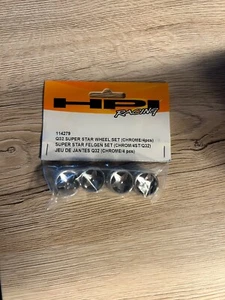 HPI
RACING
114279
Q32 SUPER STAR WHEEL SET (CHROME/4pcs)
SUPER STAR FELGEN SET (CHROM/4ST/Q32)
JEU DE JANTES Q32 (CHROME/4 pcs)